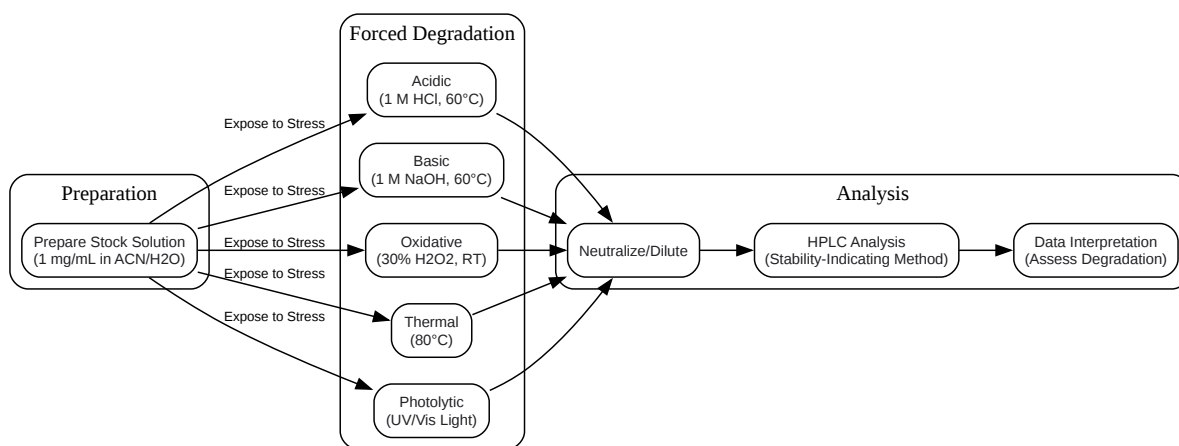 Forced Degradation
Acidic
(1 M HCl, 60°C)
Expose to Stress
Basic
(1 M NaOH, 60°C)
Expose to Stress
Preparation
Analysis
Prepare Stock Solution
(1 mg/mL in ACN/H2O)
Expose to Stress
Oxidative
(30% H2O2, RT)
Neutralize/Dilute
HPLC Analysis
(Stability-Indicating Method)
Data Interpretation
(Assess Degradation)
Expose to Stress
Thermal
(80°C)
Expose to Stress
Photolytic
(UV/Vis Light)